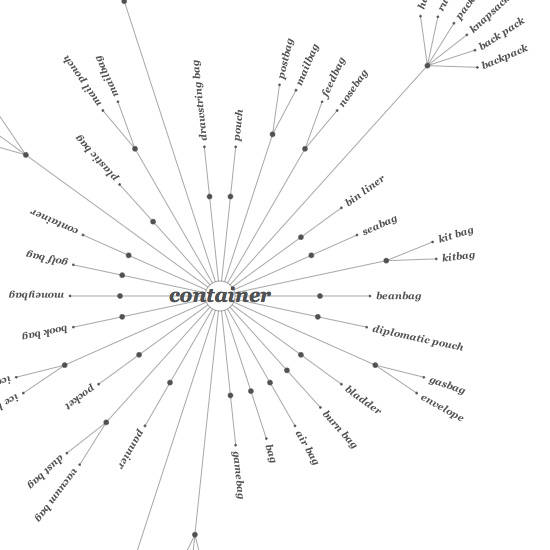 knapsack
back pack
backpack
postbag
mailbag
feedbag
nosebag
drawstring bag
pouch
mailbag
mail pouch
plastic bag
bin liner
seabag
kit bag
kitbag
container
golf bag
moneybag
container
beanbag
book bag
diplomatic pouch
gasbag
envelope
pocket
bladder
burn bag
air bag
bag
gamebag
pannier
dust bag
vacuum bag